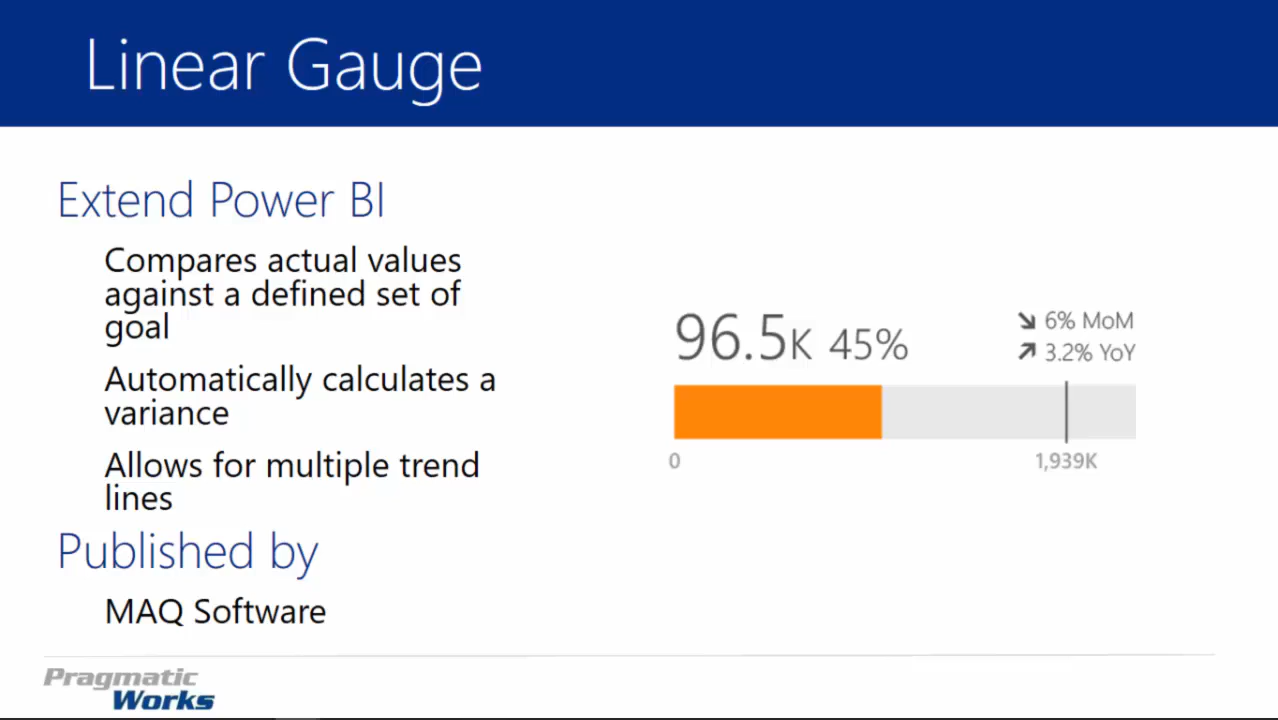 Linear Gauge
Extend Power BI
Compares actual values
against a defined set of
goal
Automatically calculates a
variance
Allows for multiple trend
lines
Published by
MAQ Software
96.5K 45%
6% MoM
3.2% YoY
0
1,939K
Pragmatic
Works